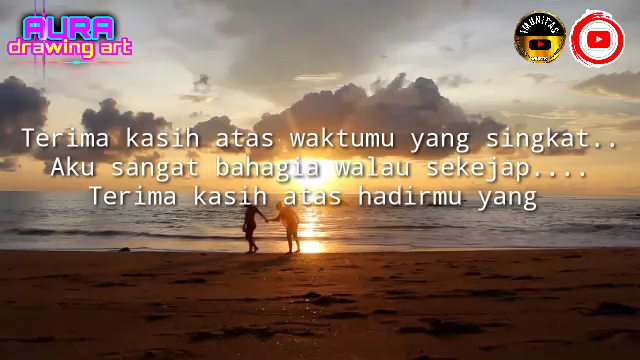 AURA
drawing art
IMUNITAS
Terima kasih atas waktumu yang singkat..
Aku sangat bahagia walau sekejap....
Terima kasih atas hadirmu yang